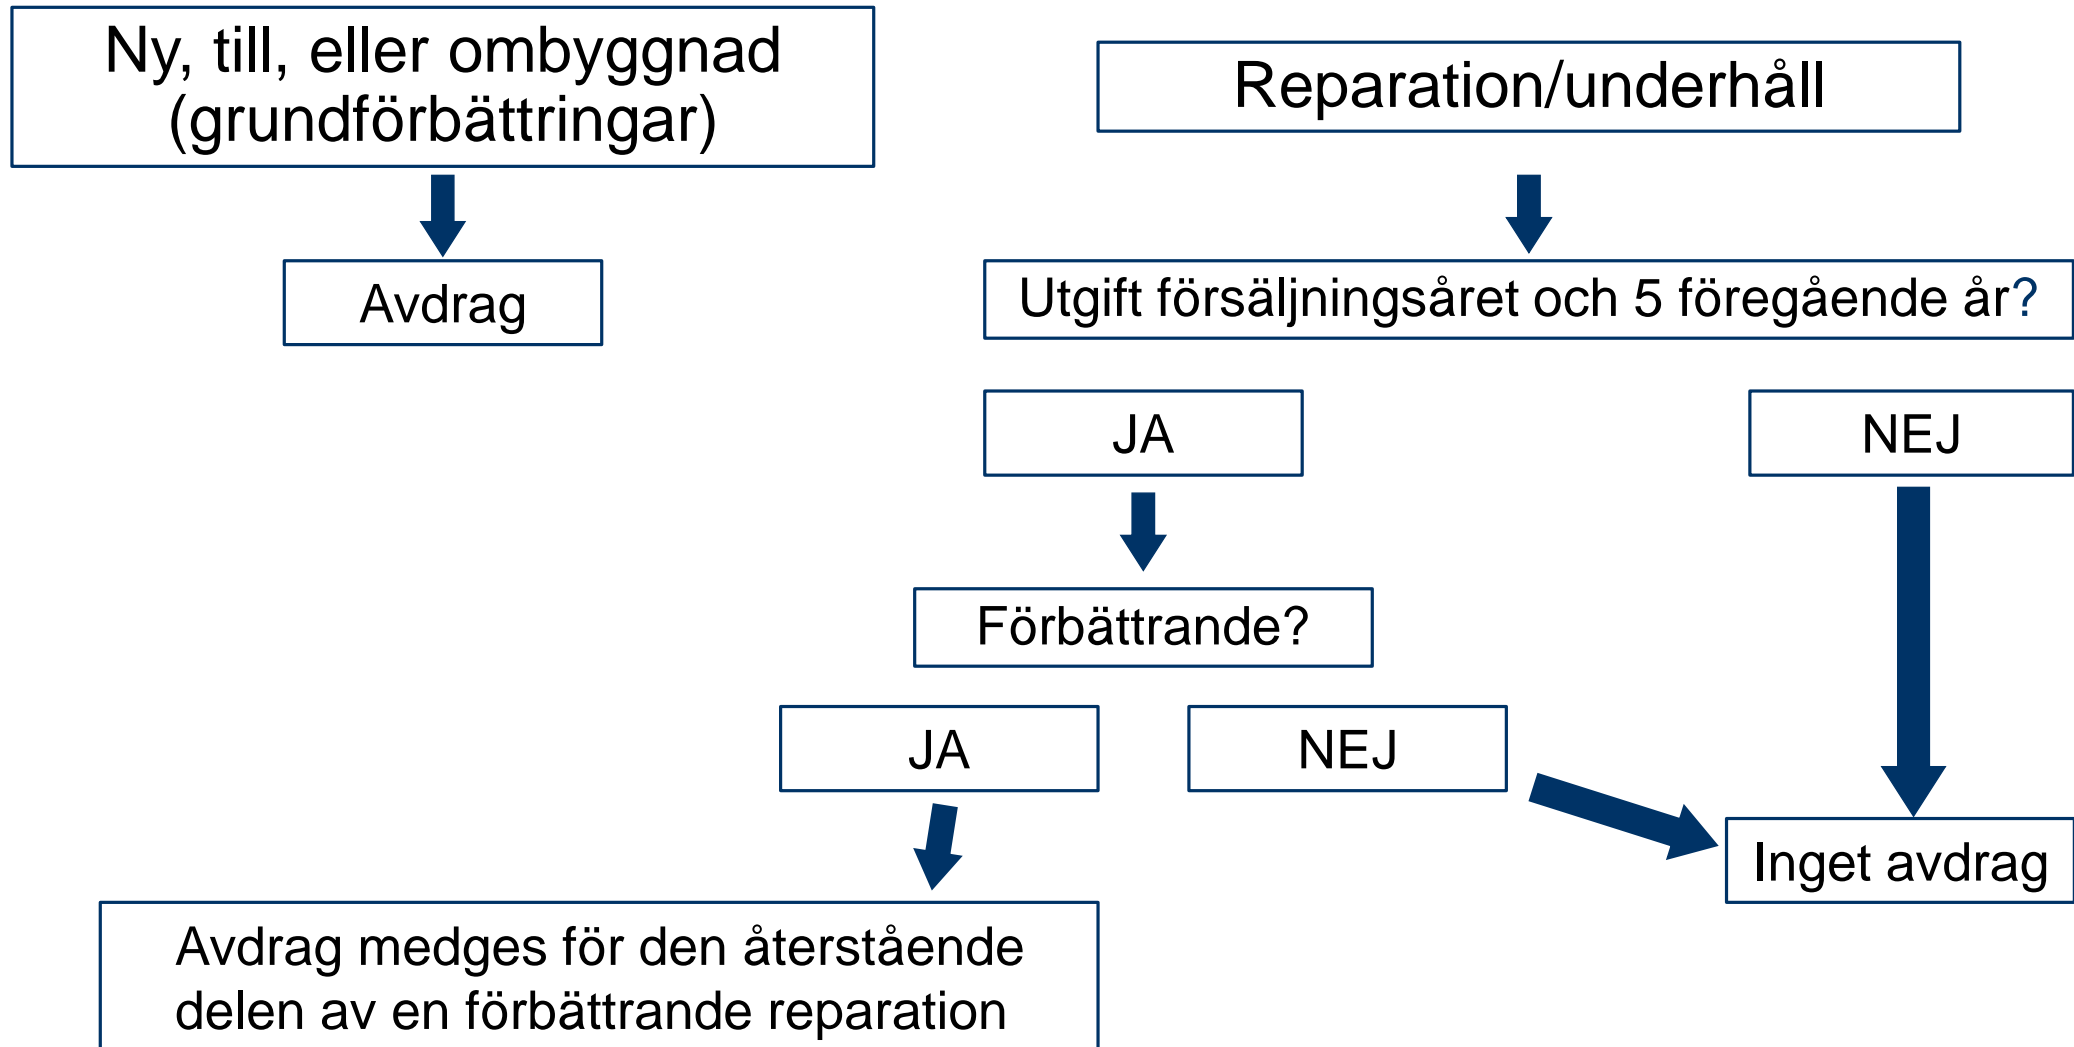 Ny, till, eller ombyggnad
(grundförbättringar)
Reparation/underhåll
Avdrag
Utgift försäljningsåret och 5 föregående år?
JA
NEJ
Förbättrande?
JA
NEJ
Inget avdrag
Avdrag medges för den återstående
delen av en förbättrande reparation